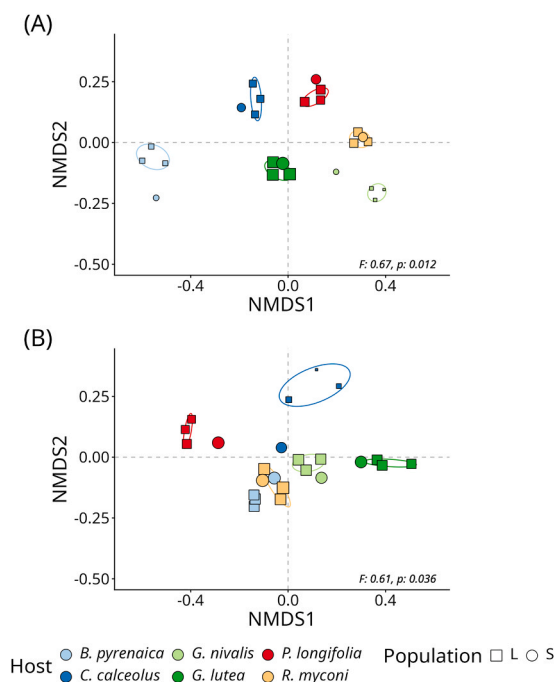 (A)
0.25
0.00
-0.25
-0.50
NMDS2
F: 0.67, p: 0.012
-0.4 0.0 0.4
NMDS1
(B)
0.25
0.00
-0.25
-0.50
NMDS2
F: 0.61, p: 0.036
-0.4 0.0 0.4
NMDS1
Host
B. pyrenaica G. nivalis P. longifolia
C. calceolus G. lutea R. myconi
Population L S